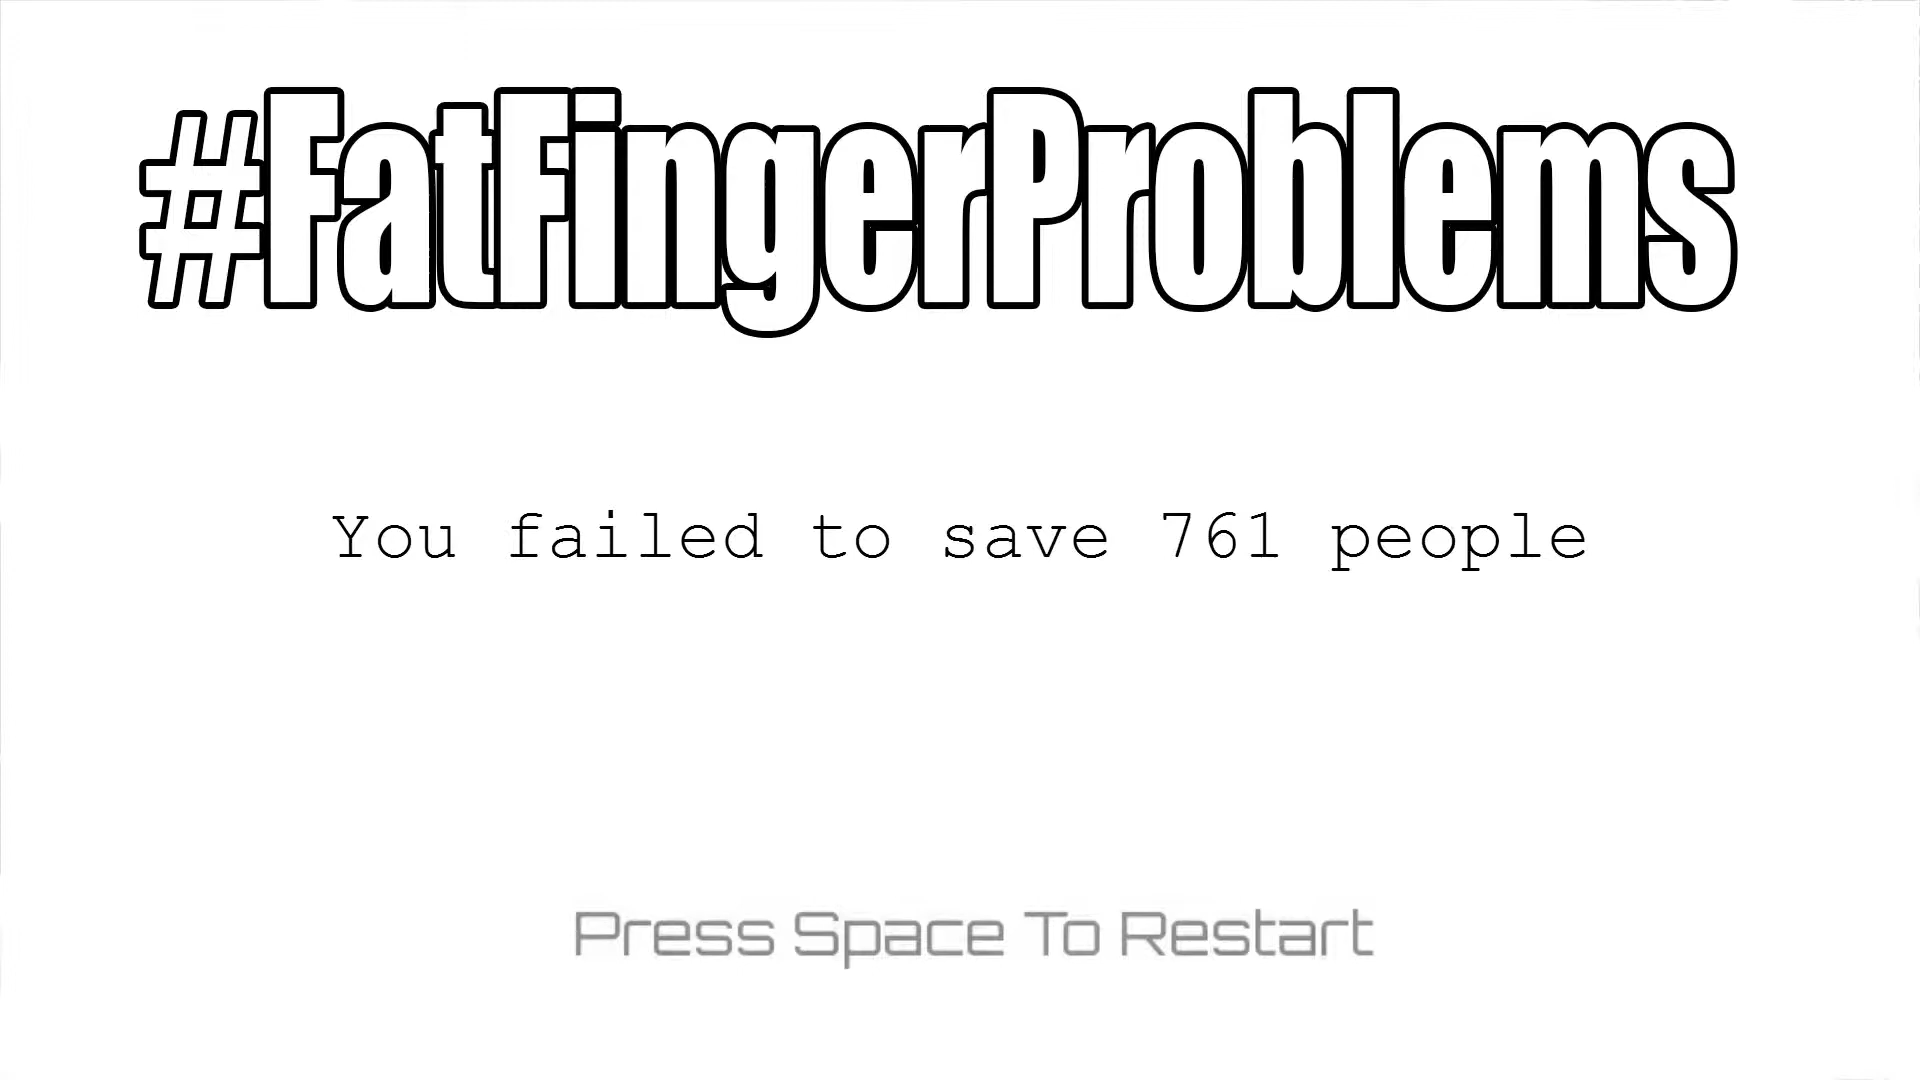 #FatFingerProblems
You failed to save 761 people
Press Space To Restart